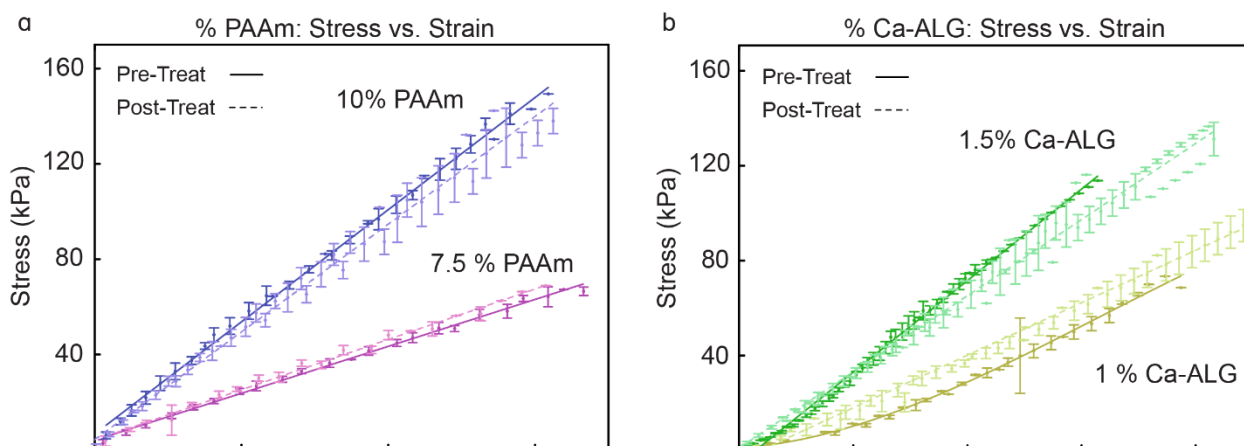 a
% PAAm: Stress vs. Strain
160
Pre-Treat
Post-Treat
10% PAAm
120
Stress (kPa)
80
7.5 % PAAm
40
b
% Ca-ALG: Stress vs. Strain
160
Pre-Treat
Post-Treat
1.5% Ca-ALG
120
Stress (kPa)
80
40
1 % Ca-ALG